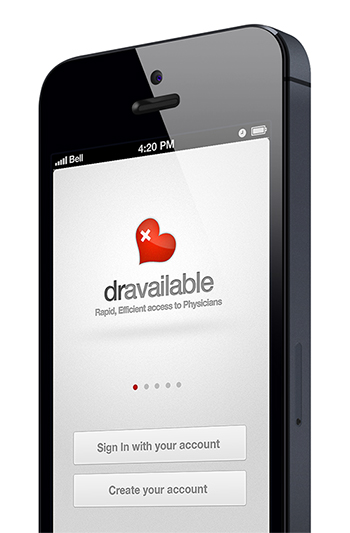 Bell 4:20 PM
dravailable
Rapid, Efficient access to Physicians
Sign In with your account
Create your account